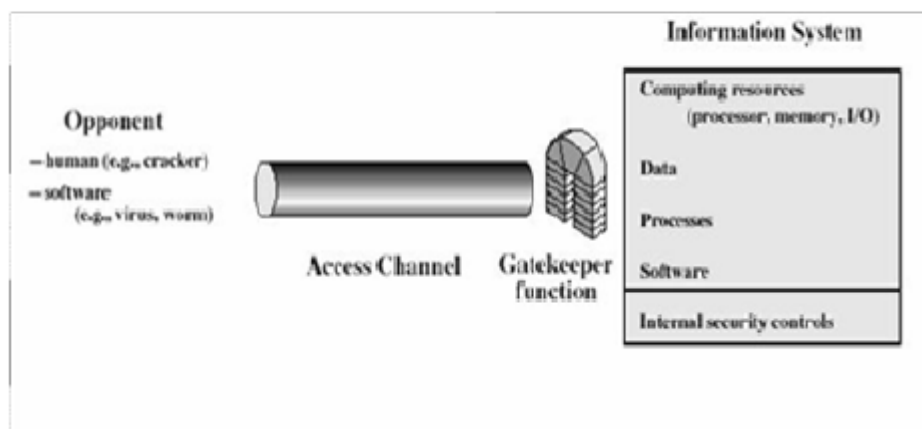 Information System
Computing resources
(processor, memory, I/O)
Data
Processes
Software
Internal security controls
Opponent
– human (e.g., cracker)
– software
(e.g., virus, worm)
Access Channel
Gatekeeper
function